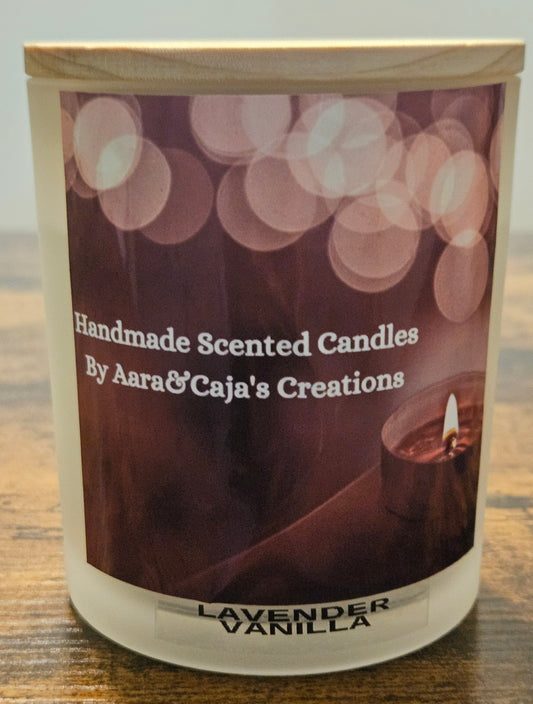 Handmade Scented Candles
By Aara&Caja's Creations
LAVENDER
VANILLA